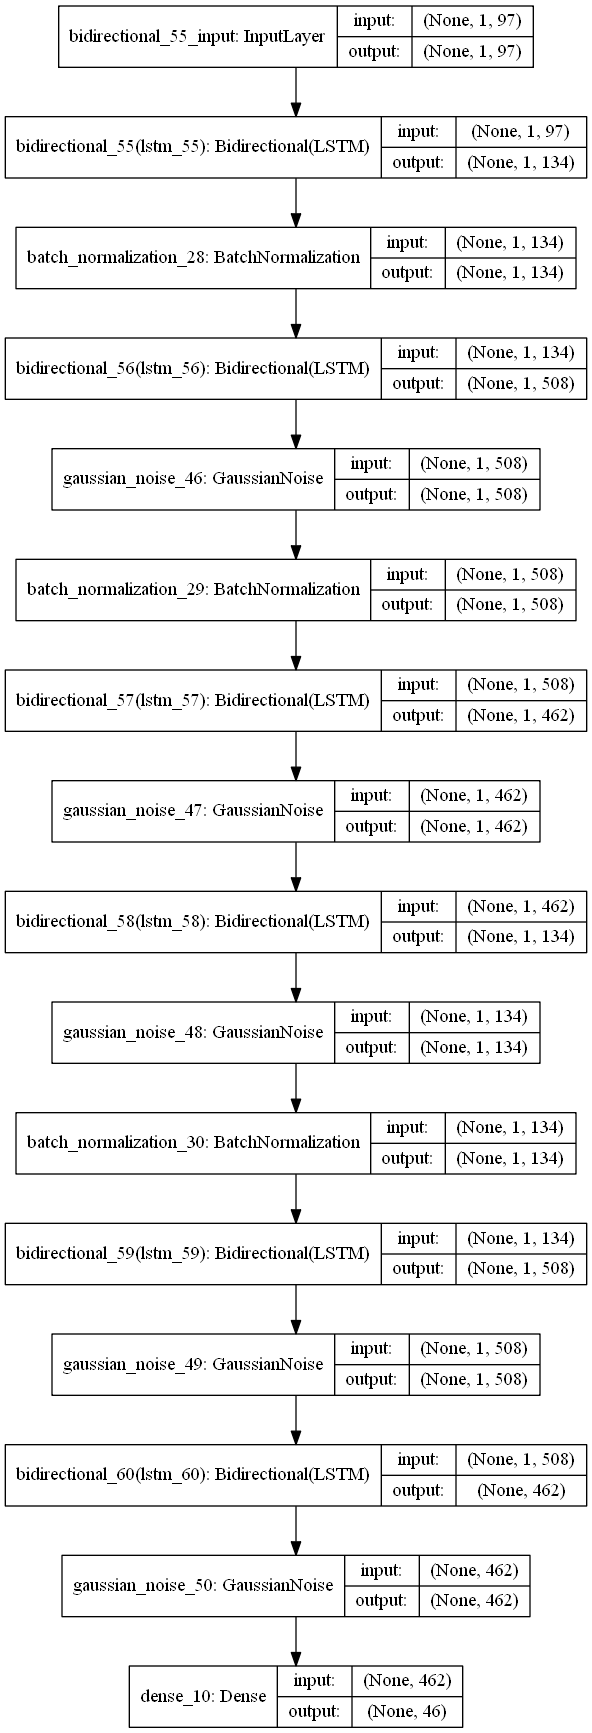 bidirectional_55_input: InputLayer
input: (None, 1, 97)
output: (None, 1, 97)
bidirectional_55(lstm_55): Bidirectional(LSTM)
input: (None, 1, 97)
output: (None, 1, 134)
batch_normalization_28: BatchNormalization
input: (None, 1, 134)
output: (None, 1, 134)
bidirectional_56(lstm_56): Bidirectional(LSTM)
input: (None, 1, 134)
output: (None, 1, 508)
gaussian_noise_46: GaussianNoise
input: (None, 1, 508)
output: (None, 1, 508)
batch_normalization_29: BatchNormalization
input: (None, 1, 508)
output: (None, 1, 508)
bidirectional_57(lstm_57): Bidirectional(LSTM)
input: (None, 1, 508)
output: (None, 1, 462)
gaussian_noise_47: GaussianNoise
input: (None, 1, 462)
output: (None, 1, 462)
bidirectional_58(lstm_58): Bidirectional(LSTM)
input: (None, 1, 462)
output: (None, 1, 134)
gaussian_noise_48: GaussianNoise
input: (None, 1, 134)
output: (None, 1, 134)
batch_normalization_30: BatchNormalization
input: (None, 1, 134)
output: (None, 1, 134)
bidirectional_59(lstm_59): Bidirectional(LSTM)
input: (None, 1, 134)
output: (None, 1, 508)
gaussian_noise_49: GaussianNoise
input: (None, 1, 508)
output: (None, 1, 508)
bidirectional_60(lstm_60): Bidirectional(LSTM)
input: (None, 1, 508)
output: (None, 462)
gaussian_noise_50: GaussianNoise
input: (None, 462)
output: (None, 462)
dense_10: Dense
input: (None, 462)
output: (None, 46)